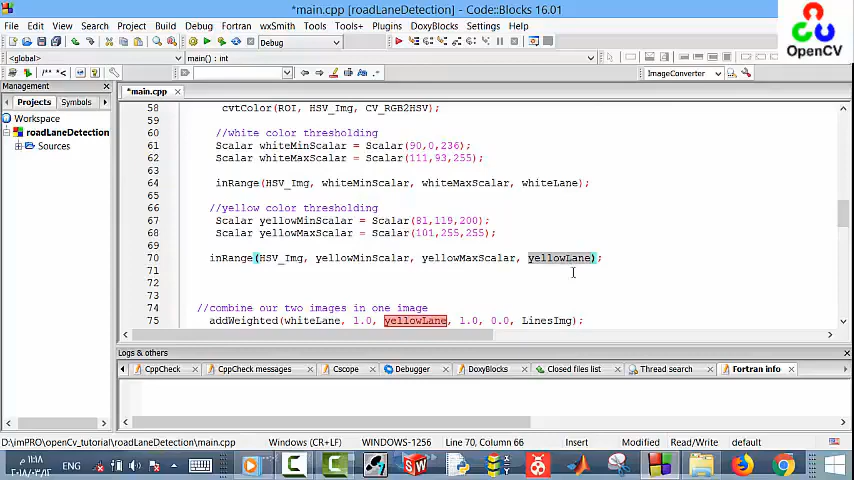 *main.cpp [roadLaneDetection] - Code::Blocks 16.01
File Edit View Search Project Build Debug Fortran wxSmith Tools Tools+ Plugins DoxyBlocks Settings Help
OpenCV
Debug
<global> main() : int
/** *< ImageConverter
Management
Projects Symbols
Workspace
roadLaneDetection
Sources
*main.cpp
58 cvtColor(ROI, HSV_Img, CV_RGB2HSV);
59
60 //white color thresholding
61 Scalar whiteMinScalar = Scalar(90,0,236);
62 Scalar whiteMaxScalar = Scalar(111,93,255);
63
64 inRange(HSV_Img, whiteMinScalar, whiteMaxScalar, whiteLane);
65
66 //yellow color thresholding
67 Scalar yellowMinScalar = Scalar(81,119,200);
68 Scalar yellowMaxScalar = Scalar(101,255,255);
69
70 inRange(HSV_Img, yellowMinScalar, yellowMaxScalar, yellowLane);
71
72
73
74 //combine our two images in one image
75 addWeighted(whiteLane, 1.0, yellowLane, 1.0, 0.0, LinesImg);
Logs & others
CppCheck CppCheck messages Cscope Debugger DoxyBlocks Closed files list Thread search Fortran info
D:\imPRO\openCv_tutorial\roadLaneDetection\main.cpp Windows (CR+LF) WINDOWS-1256 Line 70, Column 66 Insert Modified Read/Write default
EN